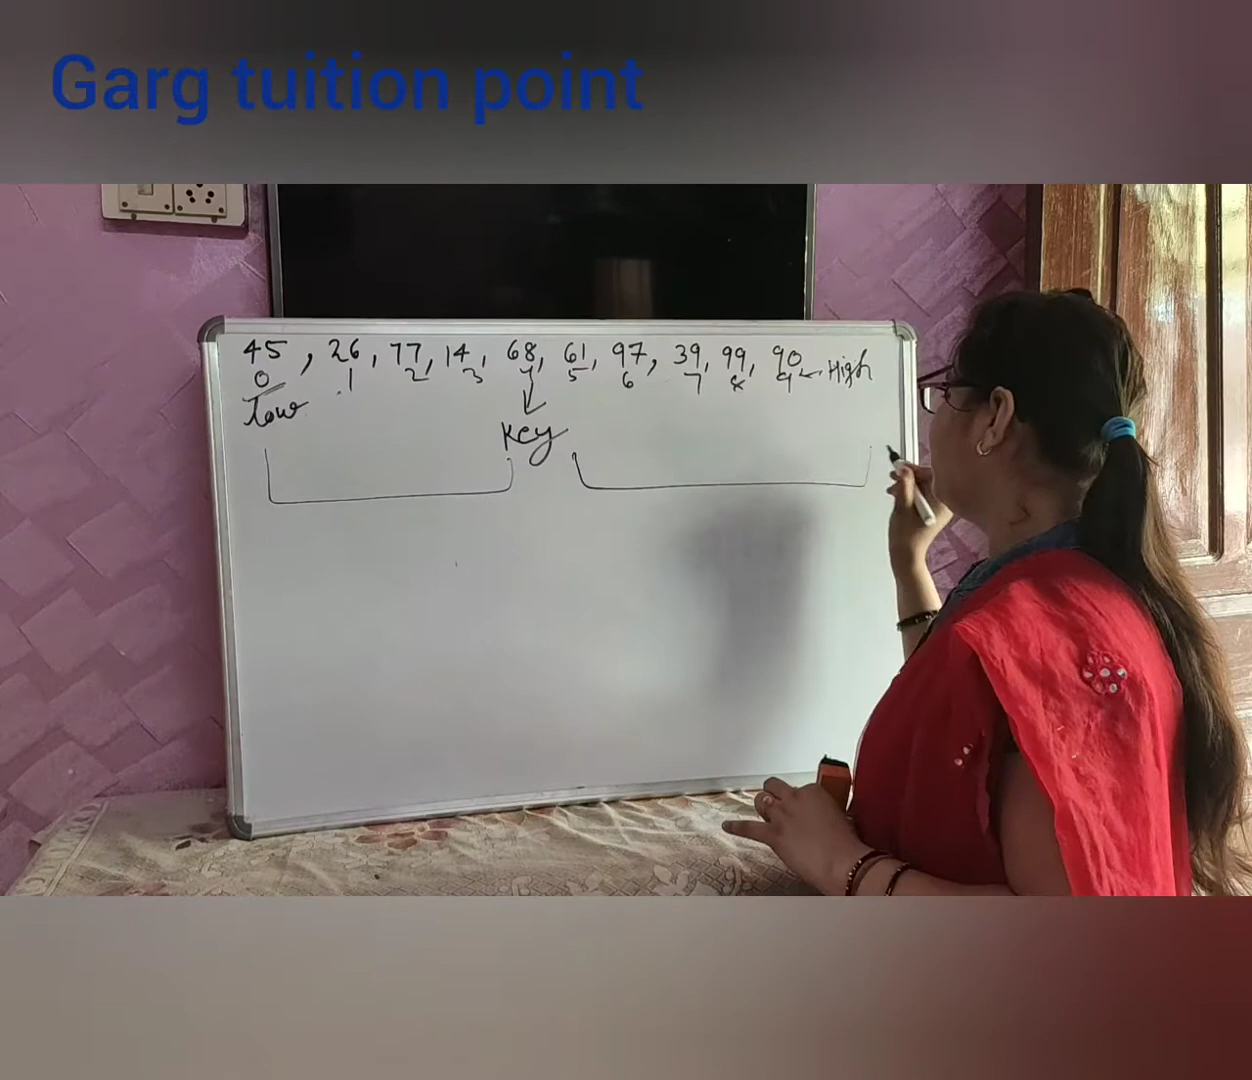 Garg tuition point
45, 26, 77, 14, 68, 61, 97, 39, 99, 90
0 1 2 3 4 5 6 7 8 9 ← High
Low
Key